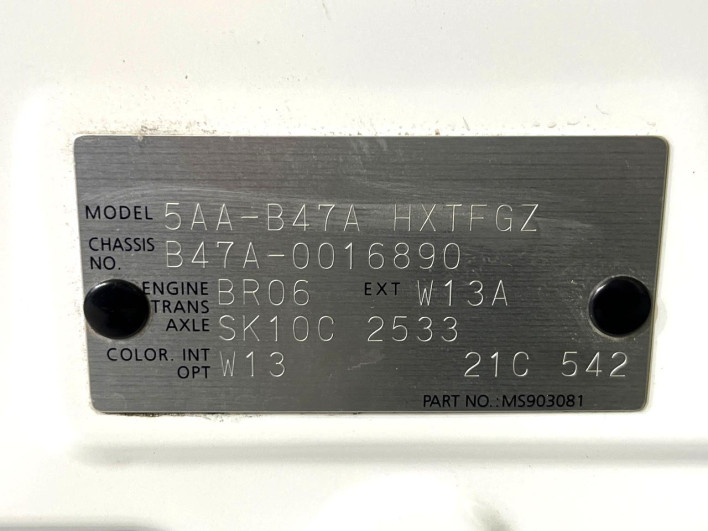 MODEL 5AA-B47A HXTFGZ
CHASSIS NO. B47A-0016890
ENGINE BR06 EXT W13A
TRANS AXLE SK10C 2533
COLOR. INT OPT W13 21C 542
PART NO.:MS903081